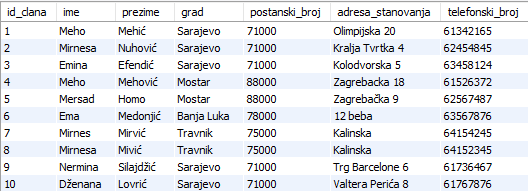 id_clana ime prezime grad postanski_broj adresa_stanovanja telefonski_broj
1 Meho Mehić Sarajevo 71000 Olimpijska 20 61342165
2 Mirnesa Nuhović Sarajevo 71000 Kralja Tvrtka 4 62454845
3 Emina Efendić Sarajevo 71000 Kolodvorska 5 63458124
4 Meho Mehović Mostar 88000 Zagrebacka 18 61526372
5 Mersad Homo Mostar 88000 Zagrebačka 9 62567487
6 Ema Medonjić Banja Luka 78000 12 beba 63567876
7 Mirnes Mirvić Travnik 75000 Kalinska 64154245
8 Mirnesa Mivić Travnik 75000 Kalinska 64152345
9 Nermina Silajdžić Sarajevo 71000 Trg Barcelone 6 61736467
10 Dženana Lovrić Sarajevo 71000 Valtera Perića 8 61767876